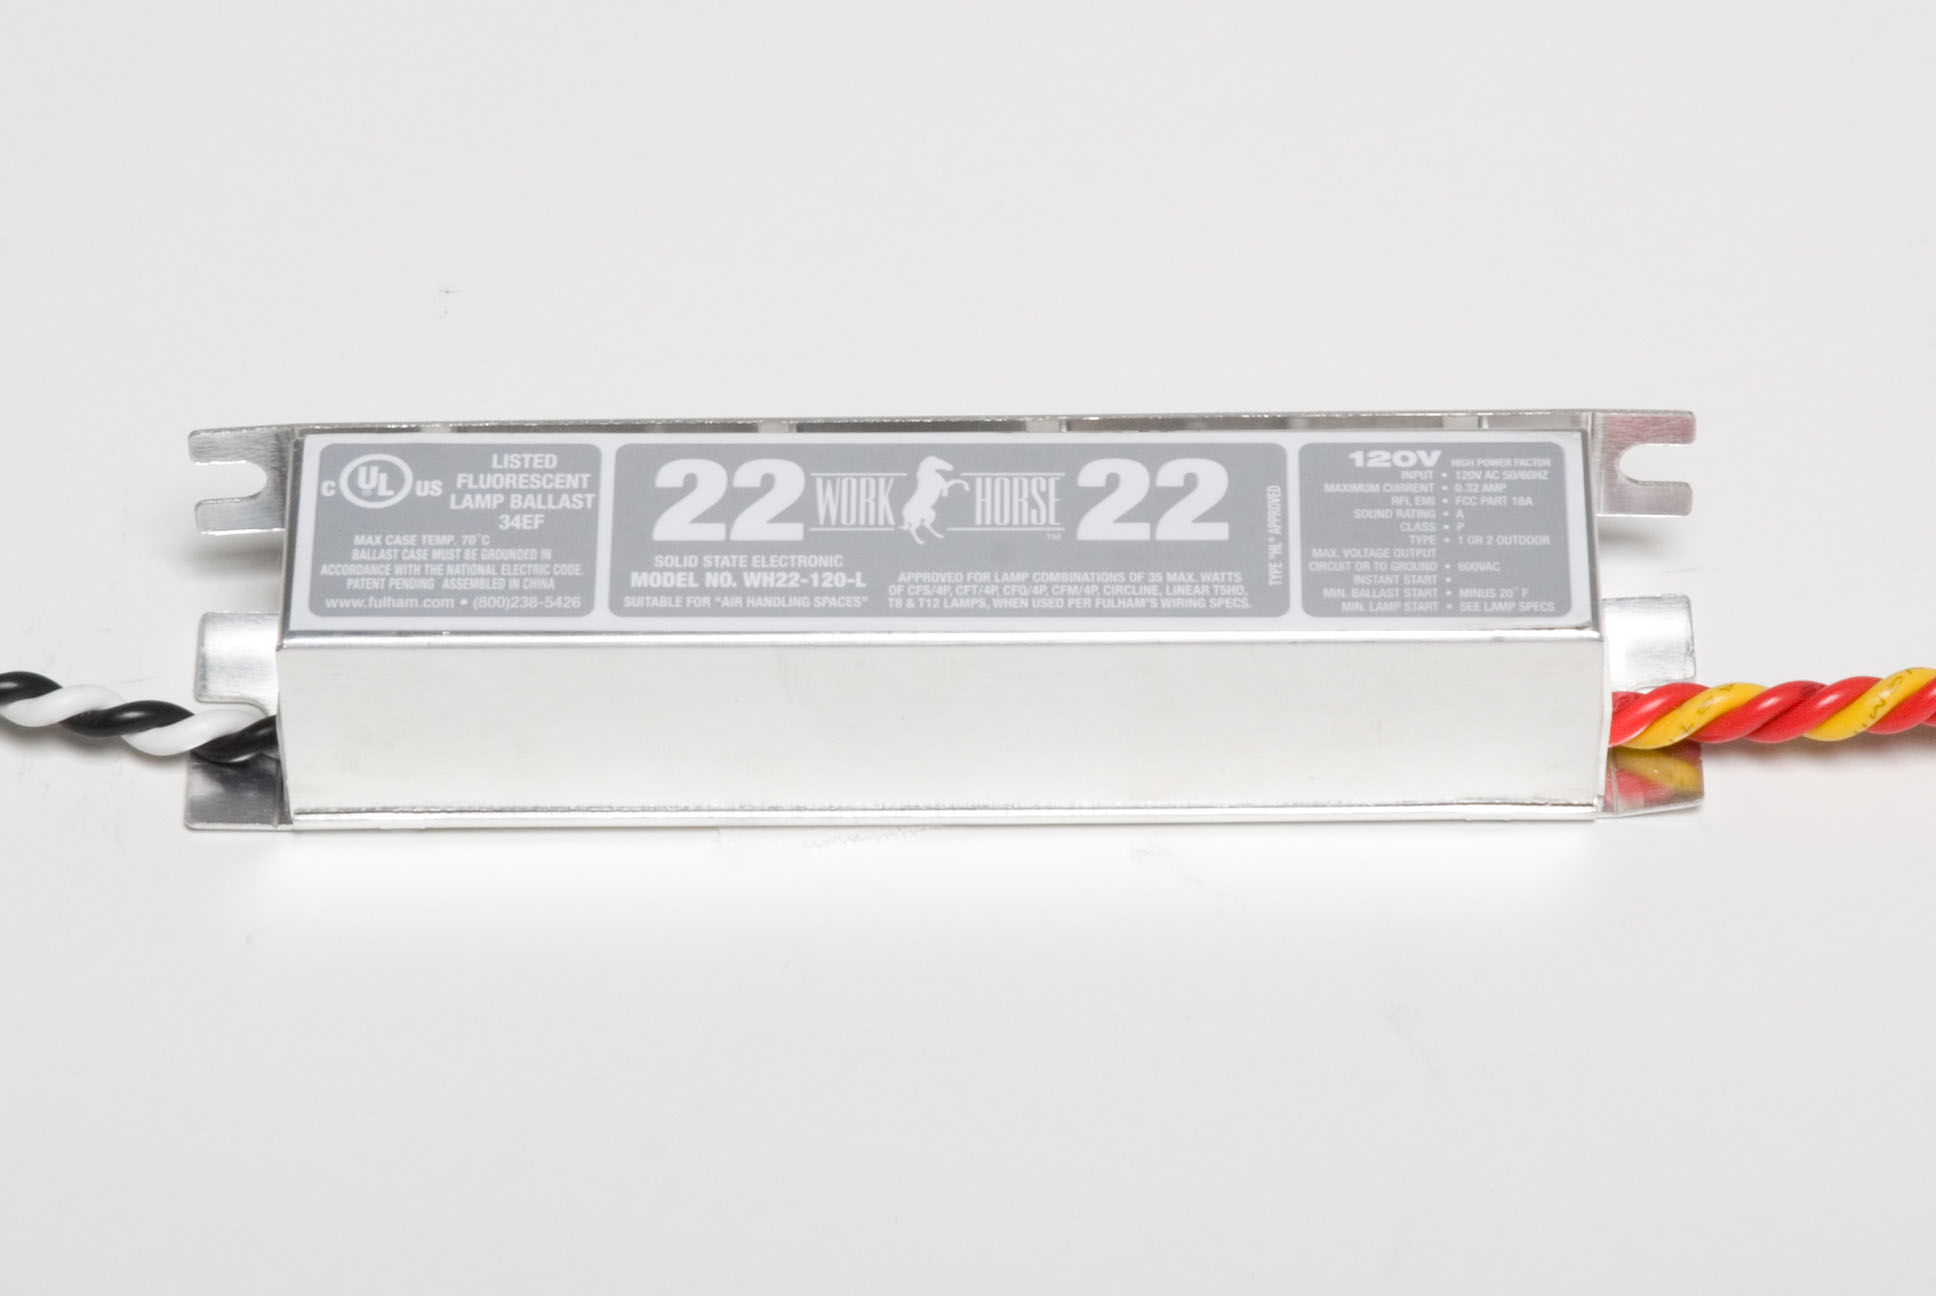 C UL US
LISTED
FLUORESCENT
LAMP BALLAST
34EF
MAX CASE TEMP. 70°C
BALLAST CASE MUST BE GROUNDED IN
ACCORDANCE WITH THE NATIONAL ELECTRIC CODE.
PATENT PENDING ASSEMBLED IN CHINA
www.fulham.com • (800)238-5426
22 WORK HORSE TM 22
SOLID STATE ELECTRONIC
MODEL NO. WH22-120-L
SUITABLE FOR "AIR HANDLING SPACES"
APPROVED FOR LAMP COMBINATIONS OF 35 MAX. WATTS
OF CFS/4P, CFT/4P, CFQ/4P, CFM/4P, CIRCLINE, LINEAR T5HO,
T8 & T12 LAMPS, WHEN USED PER FULHAM'S WIRING SPECS.
TYPE "HL" APPROVED
120V HIGH POWER FACTOR
INPUT • 120V AC 50/60HZ
MAXIMUM CURRENT • 0.32 AMP
RFI, EMI • FCC PART 18A
SOUND RATING • A
CLASS • P
TYPE • 1 OR 2 OUTDOOR
MAX. VOLTAGE OUTPUT
CIRCUIT OR TO GROUND • 600VAC
INSTANT START •
MIN. BALLAST START • MINUS 20° F
MIN. LAMP START • SEE LAMP SPECS